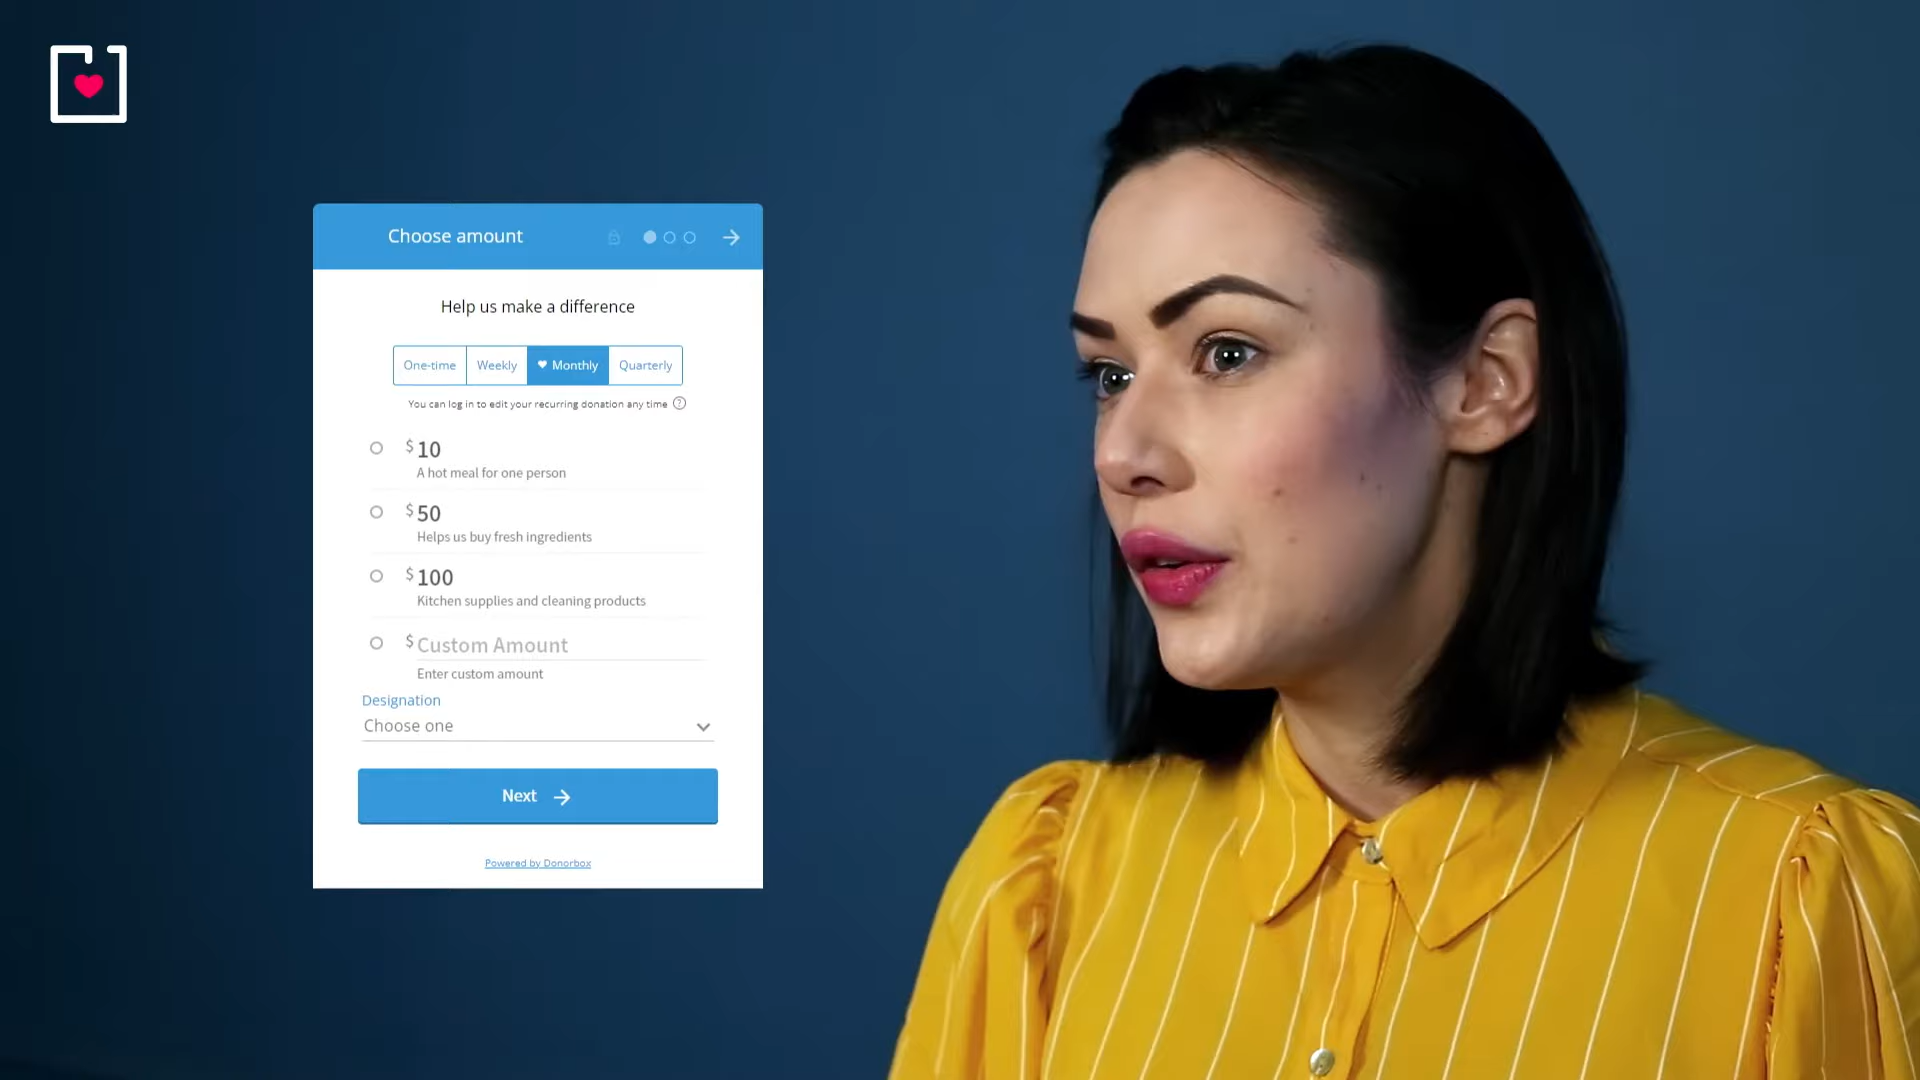 Choose amount
Help us make a difference
One-time Weekly Monthly Quarterly
You can log in to edit your recurring donation any time ?
$ 10
A hot meal for one person
$ 50
Helps us buy fresh ingredients
$ 100
Kitchen supplies and cleaning products
$ Custom Amount
Enter custom amount
Designation
Choose one
Next
Powered by Donorbox